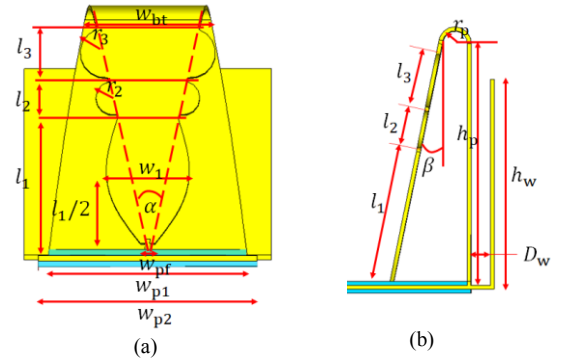 w_bt
r_3
l_3
r_2
l_2
l_1
w_1
l_1/2
α
w_pf
w_p1
w_p2
(a)
r_p
l_3
l_2
h_p
β
h_w
l_1
D_w
(b)